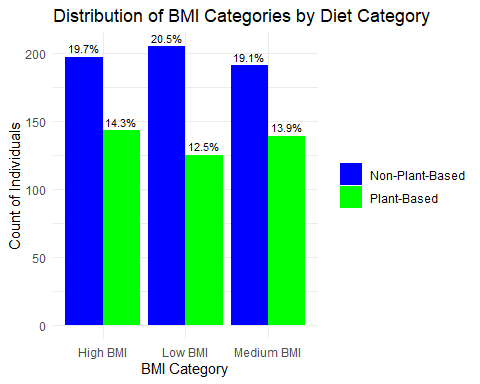 Distribution of BMI Categories by Diet Category
Count of Individuals
200
150
100
50
0
19.7%
14.3%
20.5%
12.5%
19.1%
13.9%
High BMI
Low BMI
Medium BMI
BMI Category
Non-Plant-Based
Plant-Based